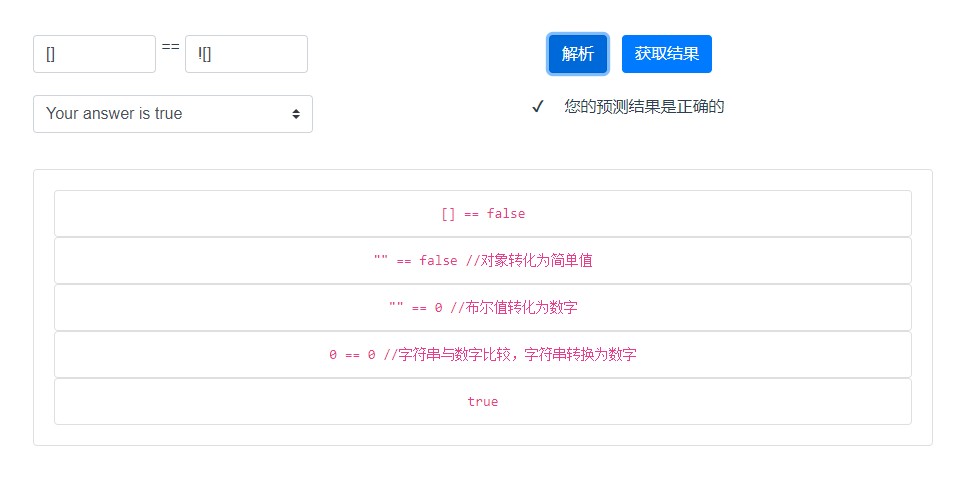 [] == ![] 解析 获取结果
Your answer is true ✓ 您的预测结果是正确的
[] == false
"" == false //对象转化为简单值
"" == 0 //布尔值转化为数字
0 == 0 //字符串与数字比较，字符串转换为数字
true